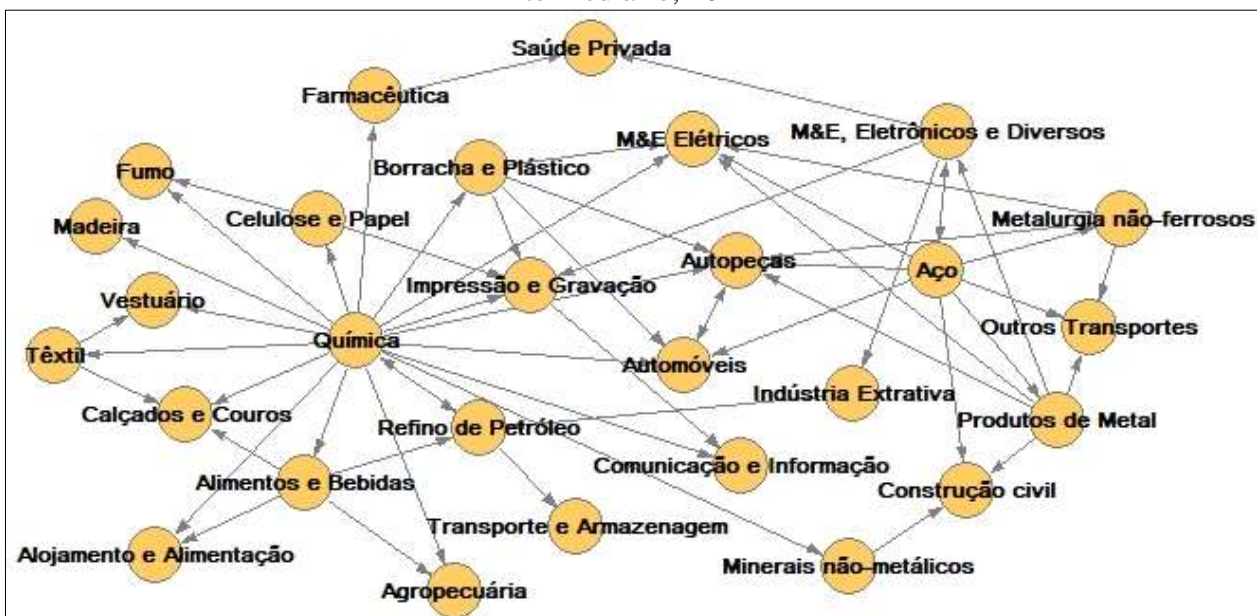 Saúde Privada
Farmacêutica
M&E Elétricos
M&E, Eletrônicos e Diversos
Borracha e Plástico
Fumo
Celulose e Papel
Madeira
Metalurgia não-ferrosos
Autopeças
Aço
Impressão e Gravação
Vestuário
Química
Outros Transportes
Têxtil
Automóveis
Indústria Extrativa
Calçados e Couros
Refino de Petróleo
Produtos de Metal
Comunicação e Informação
Alimentos e Bebidas
Construção civil
Transporte e Armazenagem
Alojamento e Alimentação
Minerais não-metálicos
Agropecuária